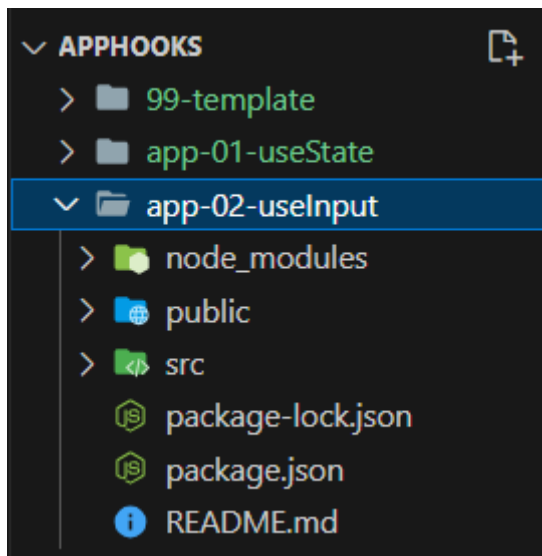 APPHOOKS
99-template
app-01-useState
app-02-useInput
node_modules
public
src
package-lock.json
package.json
README.md